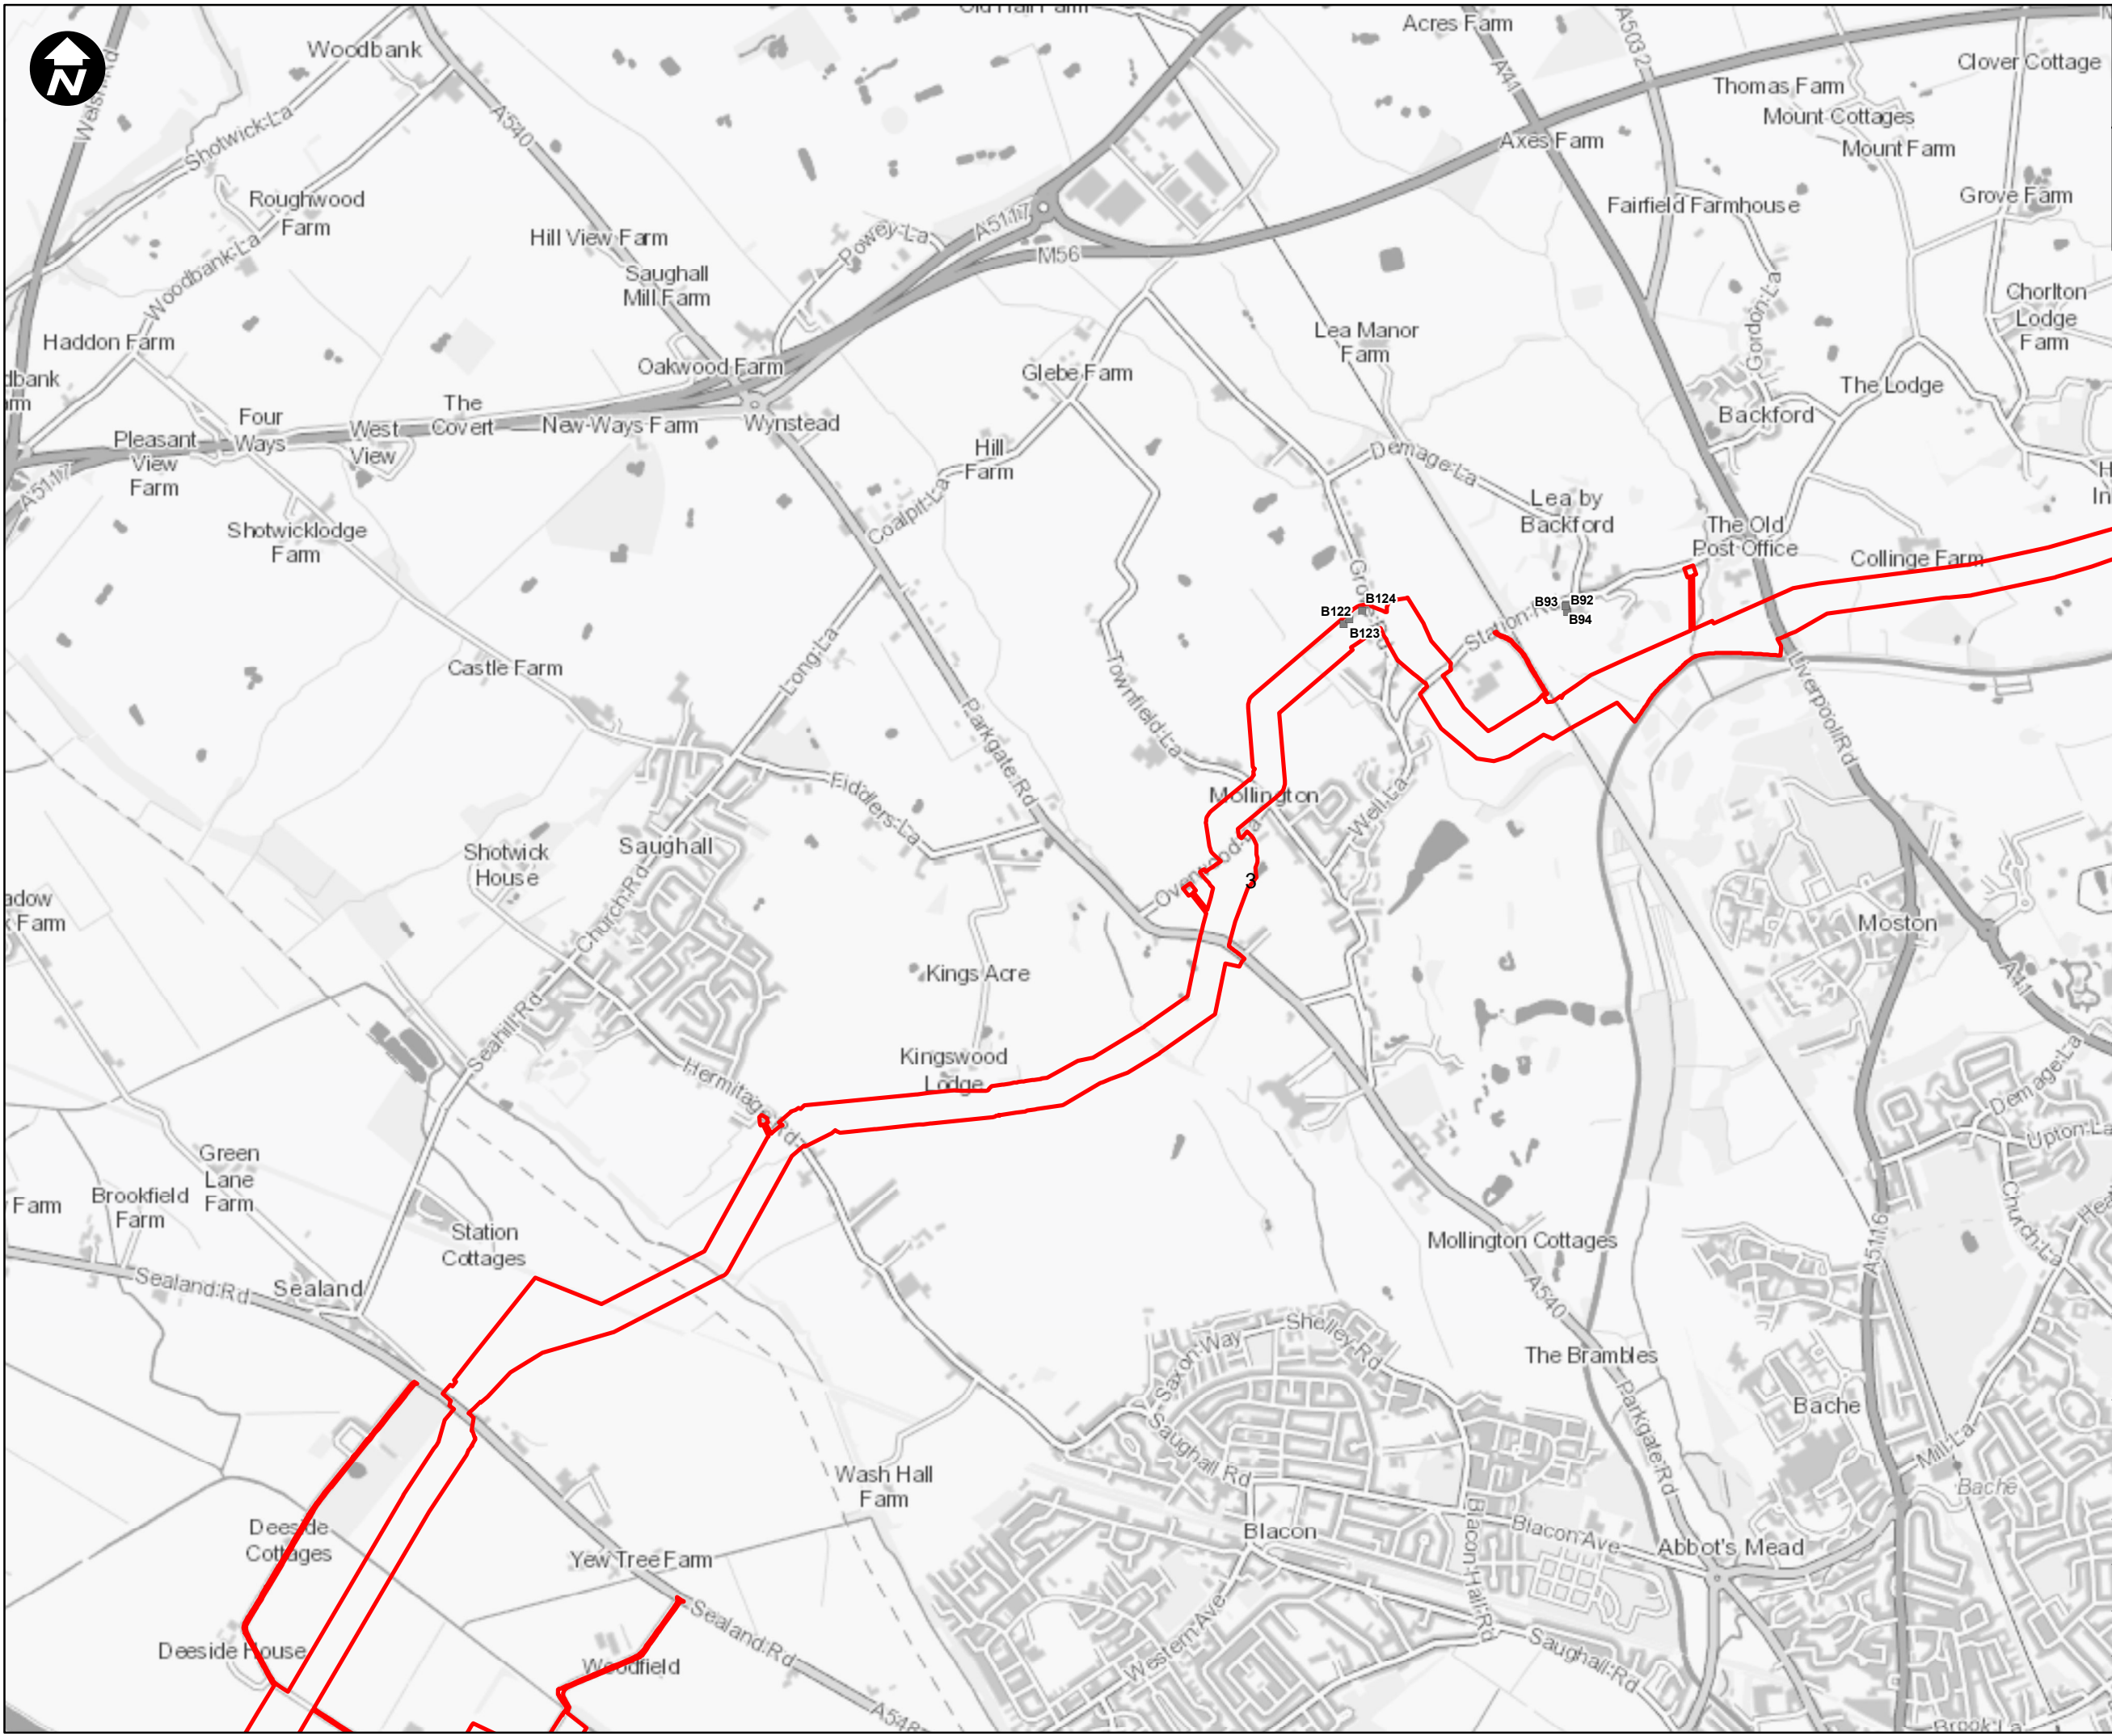 N
Woodbank
Acres Farm
A5032
Clover Cottage
Thomas Farm
Mount Cottages
Mount Farm
Axes Farm
A41
A540
Shotwick La
Roughwood
Farm
Hill View Farm
Saughall
Mill Farm
Powey La
A5117
M56
Fairfield Farmhouse
Grove Farm
Woodbank La
Haddon Farm
Oakwood Farm
Glebe Farm
Lea Manor
Farm
Gordon La
Chorlton
Lodge
Farm
The Lodge
Backford
Four
Ways
The
Covert
West
View
New Ways Farm
Wynstead
Pleasant
View
Farm
A5117
Hill
Farm
Coalpit La
Demage La
Lea by
Backford
Shotwicklodge
Farm
The Old
Post Office
Collinge Farm
B124
B122
B123
B93
B92
B94
Castle Farm
Long La
Townfield La
Parkgate Rd
Liverpool Rd
Fiddlers La
Mollington
Well La
Saughall
Shotwick
House
Church Rd
3
Moston
Kings Acre
A41
Seahill Rd
Kingswood
Lodge
Hermitage Rd
Demage La
Upton La
Green
Lane
Farm
Brookfield
Farm
Farm
Station
Cottages
Church La
Mollington Cottages
A5116
Sealand Rd
Sealand
A540
Shelley Rd
Saxon Way
The Brambles
Parkgate Rd
Bache
Saughall Rd
Mill La
Bache
Wash Hall
Farm
Deeside
Cottages
Blacon
Blacon Ave
Blacon Hall Rd
Abbot's Mead
Yew Tree Farm
Sealand Rd
Deeside House
Woodfield
Western Ave
Saughall Rd
A548